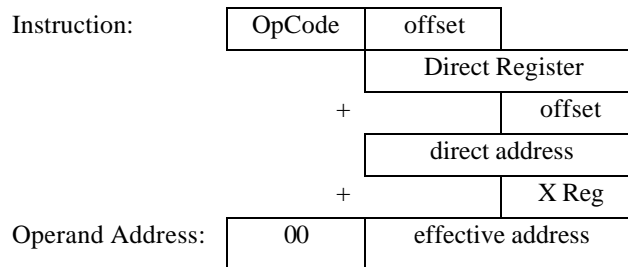 Instruction: OpCode offset
Direct Register
+ offset
direct address
+ X Reg
Operand Address: 00 effective address